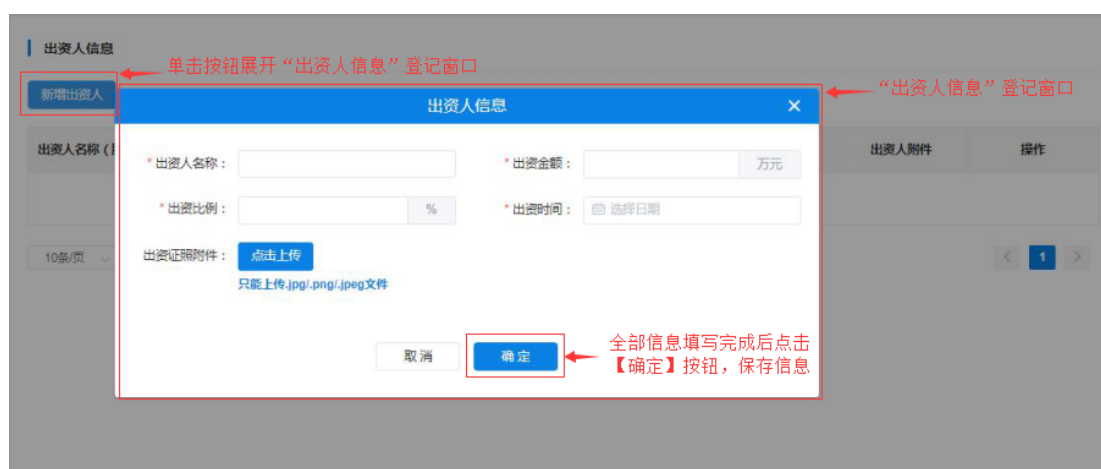 出资人信息
单击按钮展开“出资人信息”登记窗口
新增出资人
出资人信息
×
“出资人信息”登记窗口
出资人名称（
出资人附件
操作
* 出资人名称：
* 出资金额：
万元
* 出资比例：
%
* 出资时间：
选择日期
10条/页
出资证照附件：
点击上传
< 1 >
只能上传.jpg/.png/.jpeg文件
取消
确定
全部信息填写完成后点击
【确定】按钮，保存信息